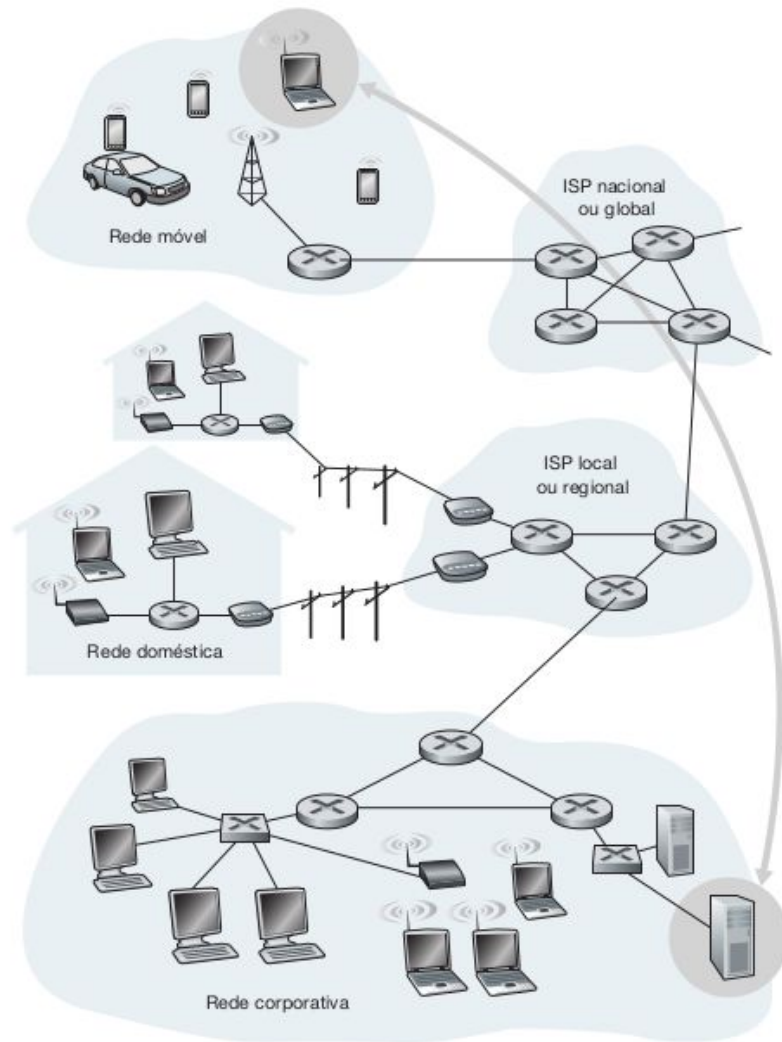 Rede móvel
ISP nacional
ou global
ISP local
ou regional
Rede doméstica
Rede corporativa